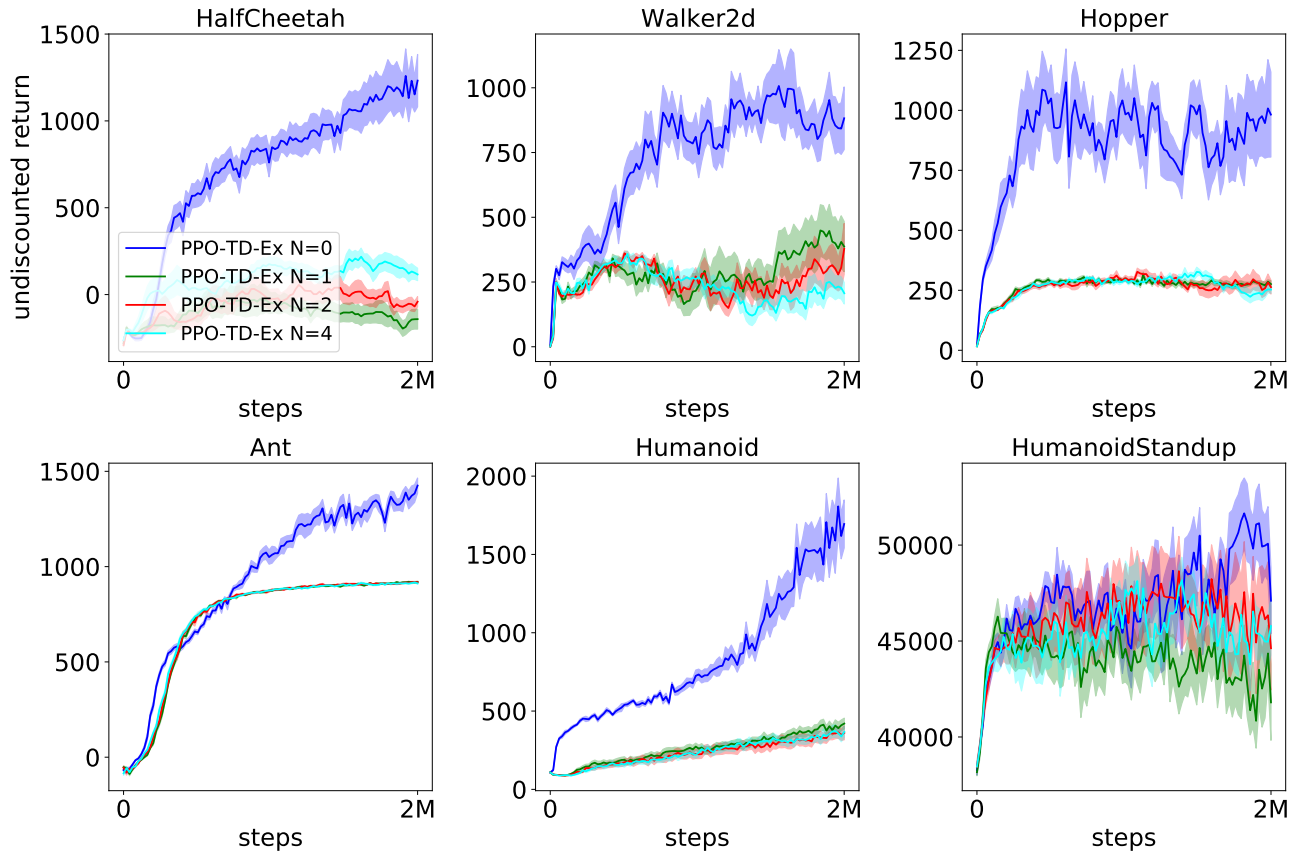 HalfCheetah
Walker2d
Hopper
undiscounted return
1500
1000
500
0
PPO-TD-Ex N=0
PPO-TD-Ex N=1
PPO-TD-Ex N=2
PPO-TD-Ex N=4
0
2M
steps
1000
750
500
250
0
0
2M
steps
1250
1000
750
500
250
0
0
2M
steps
Ant
Humanoid
HumanoidStandup
1500
1000
500
0
0
2M
steps
2000
1500
1000
500
0
0
2M
steps
50000
45000
40000
0
2M
steps